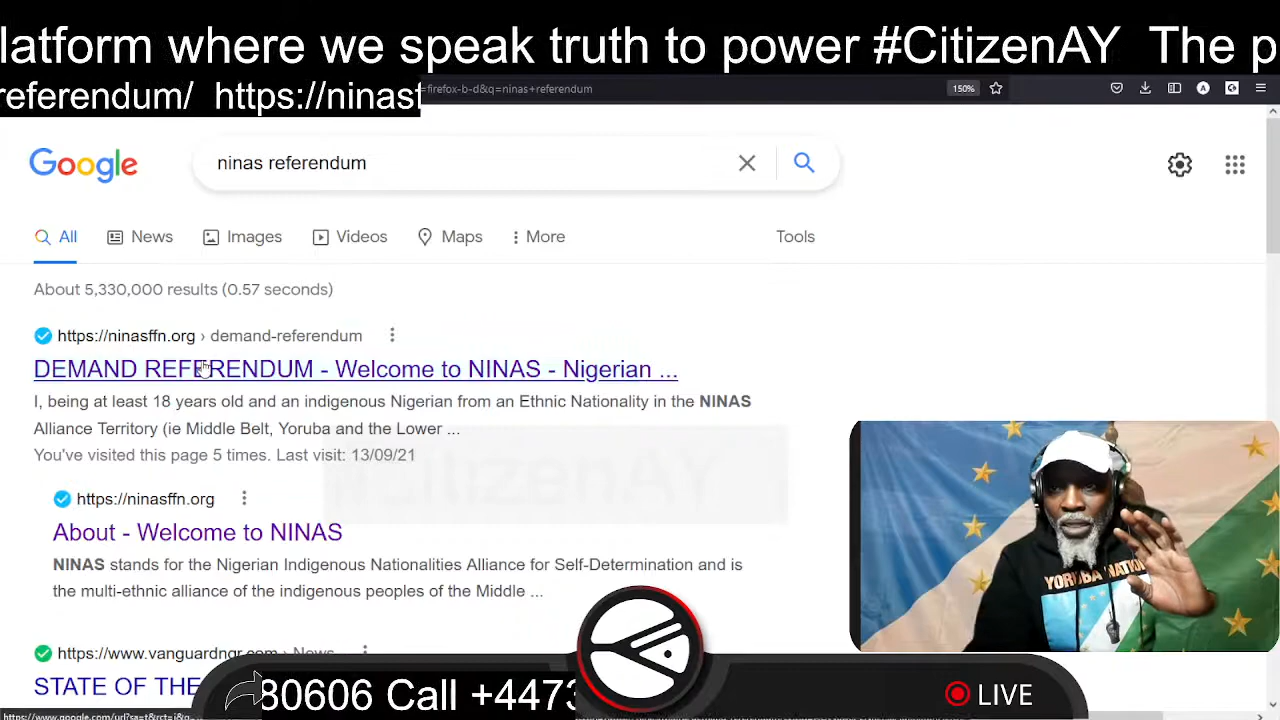 latform where we speak truth to power #CitizenAY The p
referendum/ https://ninasf
=firefox-b-d&q=ninas+referendum
150%
Google
ninas referendum
All
News
Images
Videos
Maps
More
Tools
About 5,330,000 results (0.57 seconds)
https://ninasffn.org › demand-referendum
DEMAND REFERENDUM - Welcome to NINAS - Nigerian ...
I, being at least 18 years old and an indigenous Nigerian from an Ethnic Nationality in the NINAS
Alliance Territory (ie Middle Belt, Yoruba and the Lower ...
You've visited this page 5 times. Last visit: 13/09/21
CitizenAY
https://ninasffn.org
About - Welcome to NINAS
NINAS stands for the Nigerian Indigenous Nationalities Alliance for Self-Determination and is
the multi-ethnic alliance of the indigenous peoples of the Middle ...
YORUBA NATION
https://www.vanguardngr.com › News
STATE OF THE
80606 Call +4473
LIVE